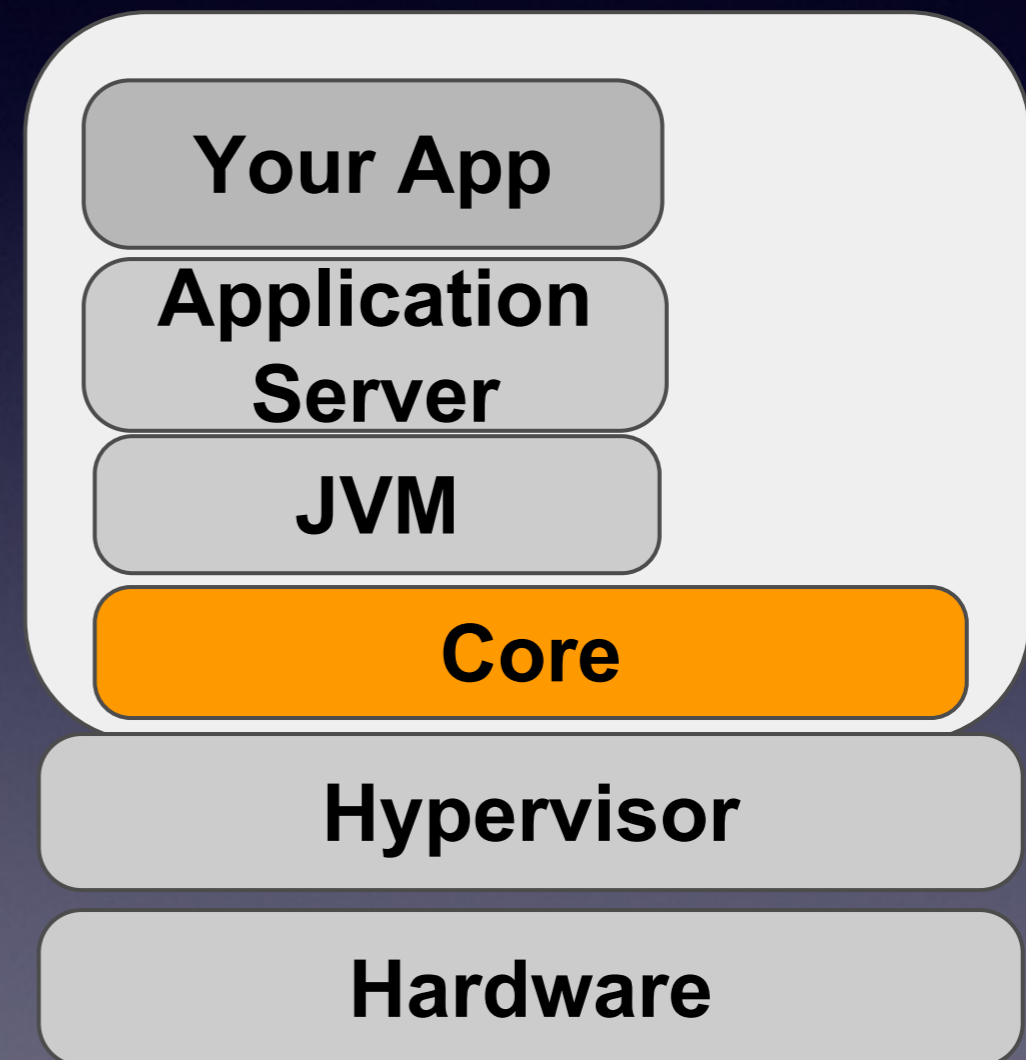 Your App
Application
Server
JVM
Core
Hypervisor
Hardware